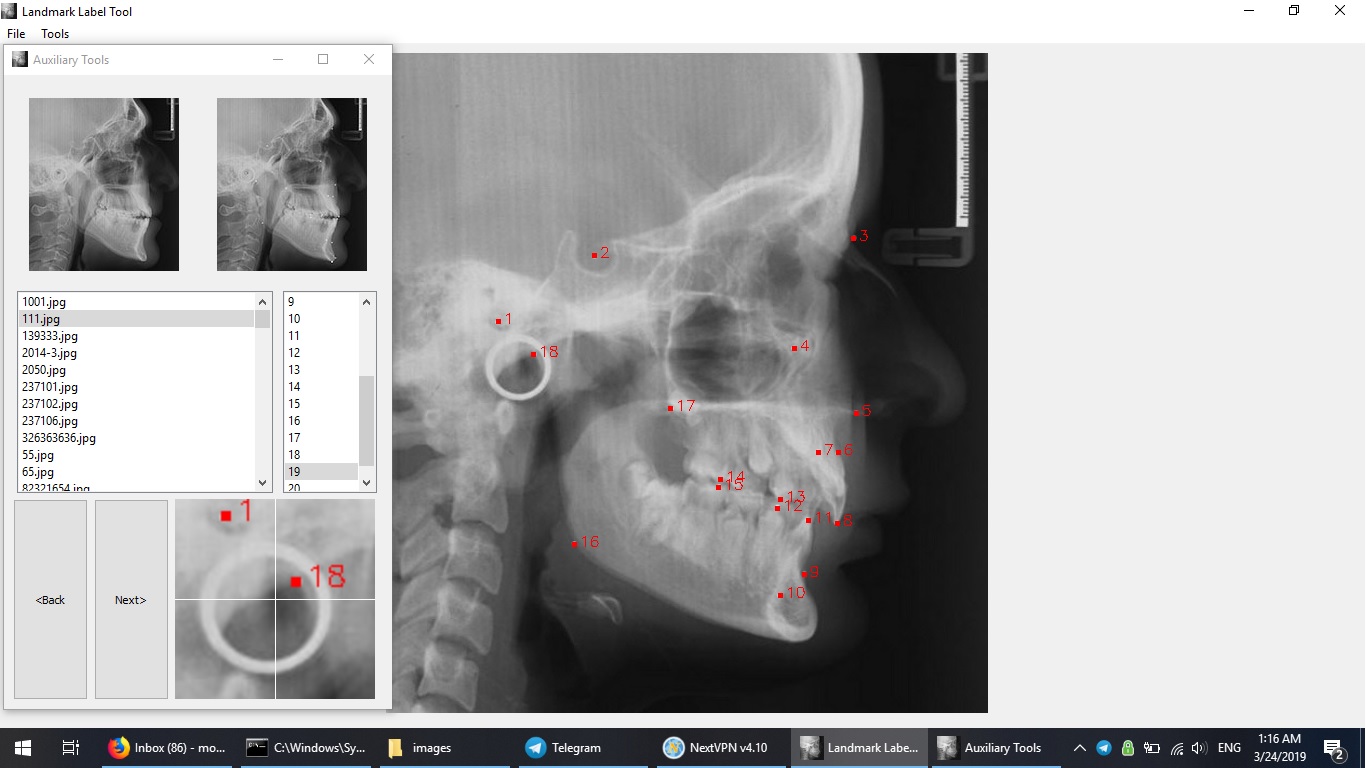 Landmark Label Tool
File Tools
Auxiliary Tools
1001.jpg
111.jpg
139333.jpg
2014-3.jpg
2050.jpg
237101.jpg
237102.jpg
237106.jpg
326363636.jpg
55.jpg
65.jpg
82321654.jpg
9
10
11
12
13
14
15
16
17
18
19
20
<Back
Next>
1
18
3
2
1
18
4
17
5
7
6
14
15
13
12
11
8
16
9
10
Inbox (86) - mo...
C:\Windows\Sy...
images
Telegram
NextVPN v4.10
Landmark Labe...
Auxiliary Tools
ENG
1:16 AM
3/24/2019
2